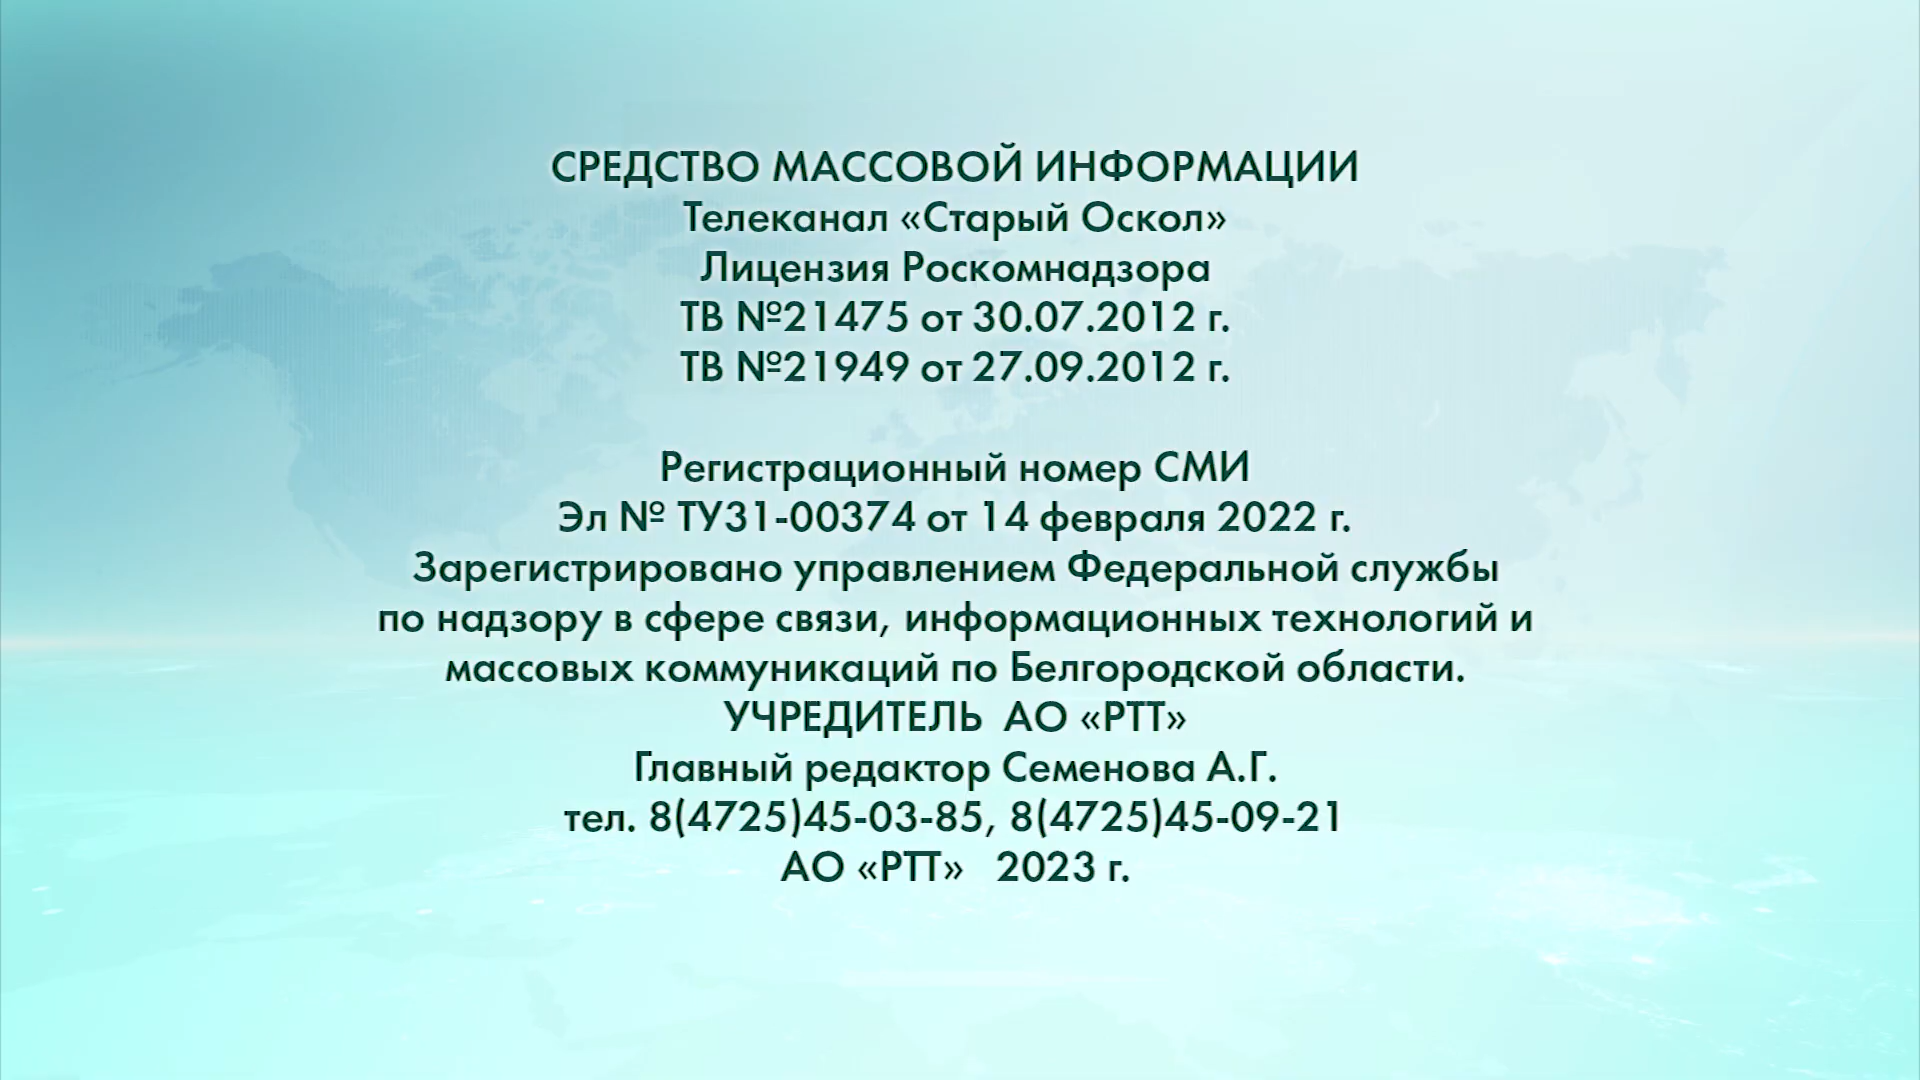 СРЕДСТВО МАССОВОЙ ИНФОРМАЦИИ
Телеканал «Старый Оскол»
Лицензия Роскомнадзора
ТВ №21475 от 30.07.2012 г.
ТВ №21949 от 27.09.2012 г.
Регистрационный номер СМИ
Эл № ТУ31-00374 от 14 февраля 2022 г.
Зарегистрировано управлением Федеральной службы
по надзору в сфере связи, информационных технологий и
массовых коммуникаций по Белгородской области.
УЧРЕДИТЕЛЬ АО «РТТ»
Главный редактор Семенова А.Г.
тел. 8(4725)45-03-85, 8(4725)45-09-21
АО «РТТ» 2023 г.